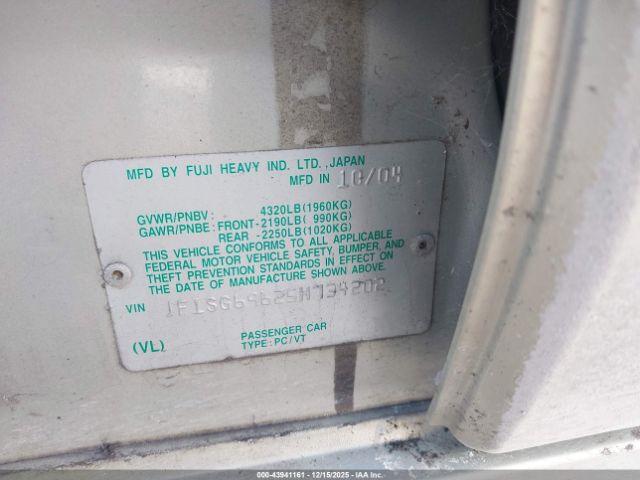 MFD BY FUJI HEAVY IND. LTD., JAPAN
MFD IN 10/04
GVWR/PNBV: 4320LB(1960KG)
GAWR/PNBE: FRONT-2190LB( 990KG)
REAR -2250LB(1020KG)
THIS VEHICLE CONFORMS TO ALL APPLICABLE
FEDERAL MOTOR VEHICLE SAFETY, BUMPER, AND
THEFT PREVENTION STANDARDS IN EFFECT ON
THE DATE OF MANUFACTURE SHOWN ABOVE.
VIN JF1SG69625H734202
(VL)
PASSENGER CAR
TYPE:PC/VT
000-43941161 - 12/15/2025 - IAAI.COM